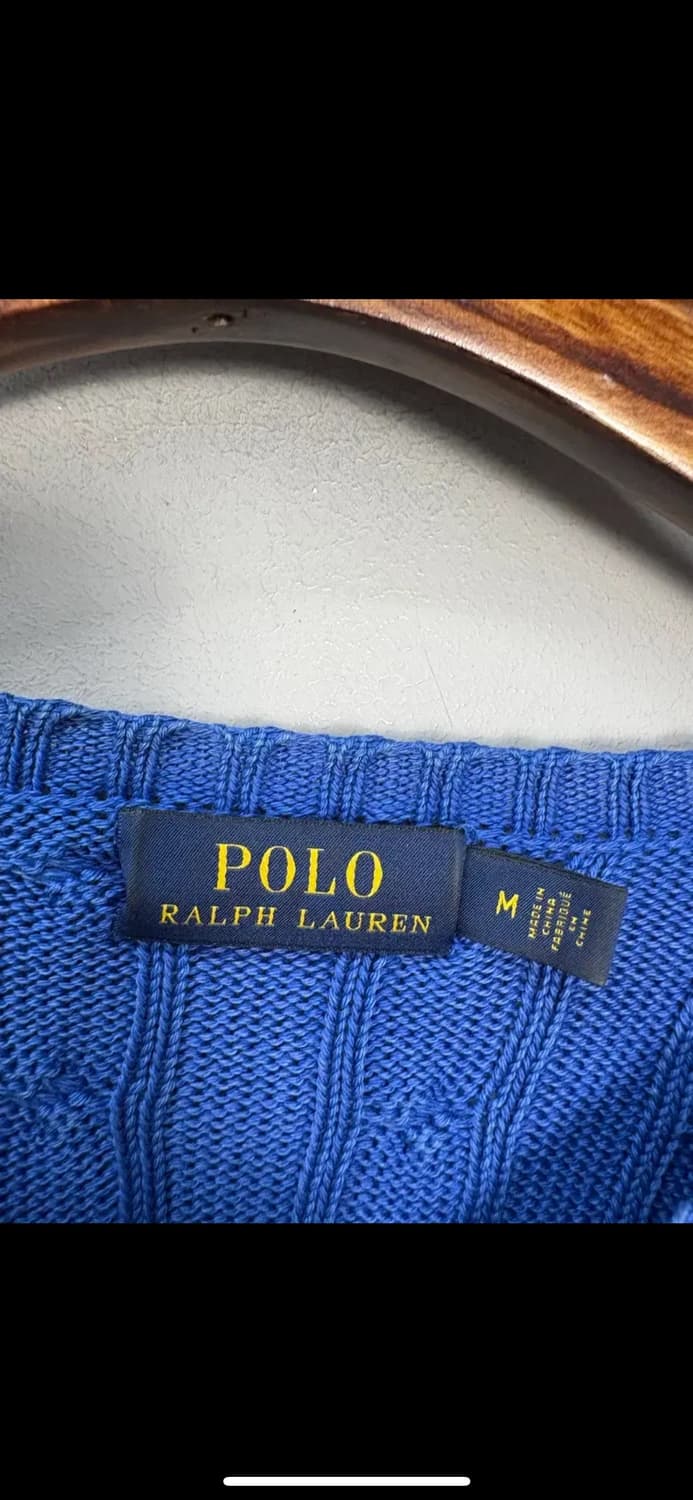 POLO
RALPH LAUREN
M
MADE IN
CHINA
FABRIQUÉ
EN
CHINE